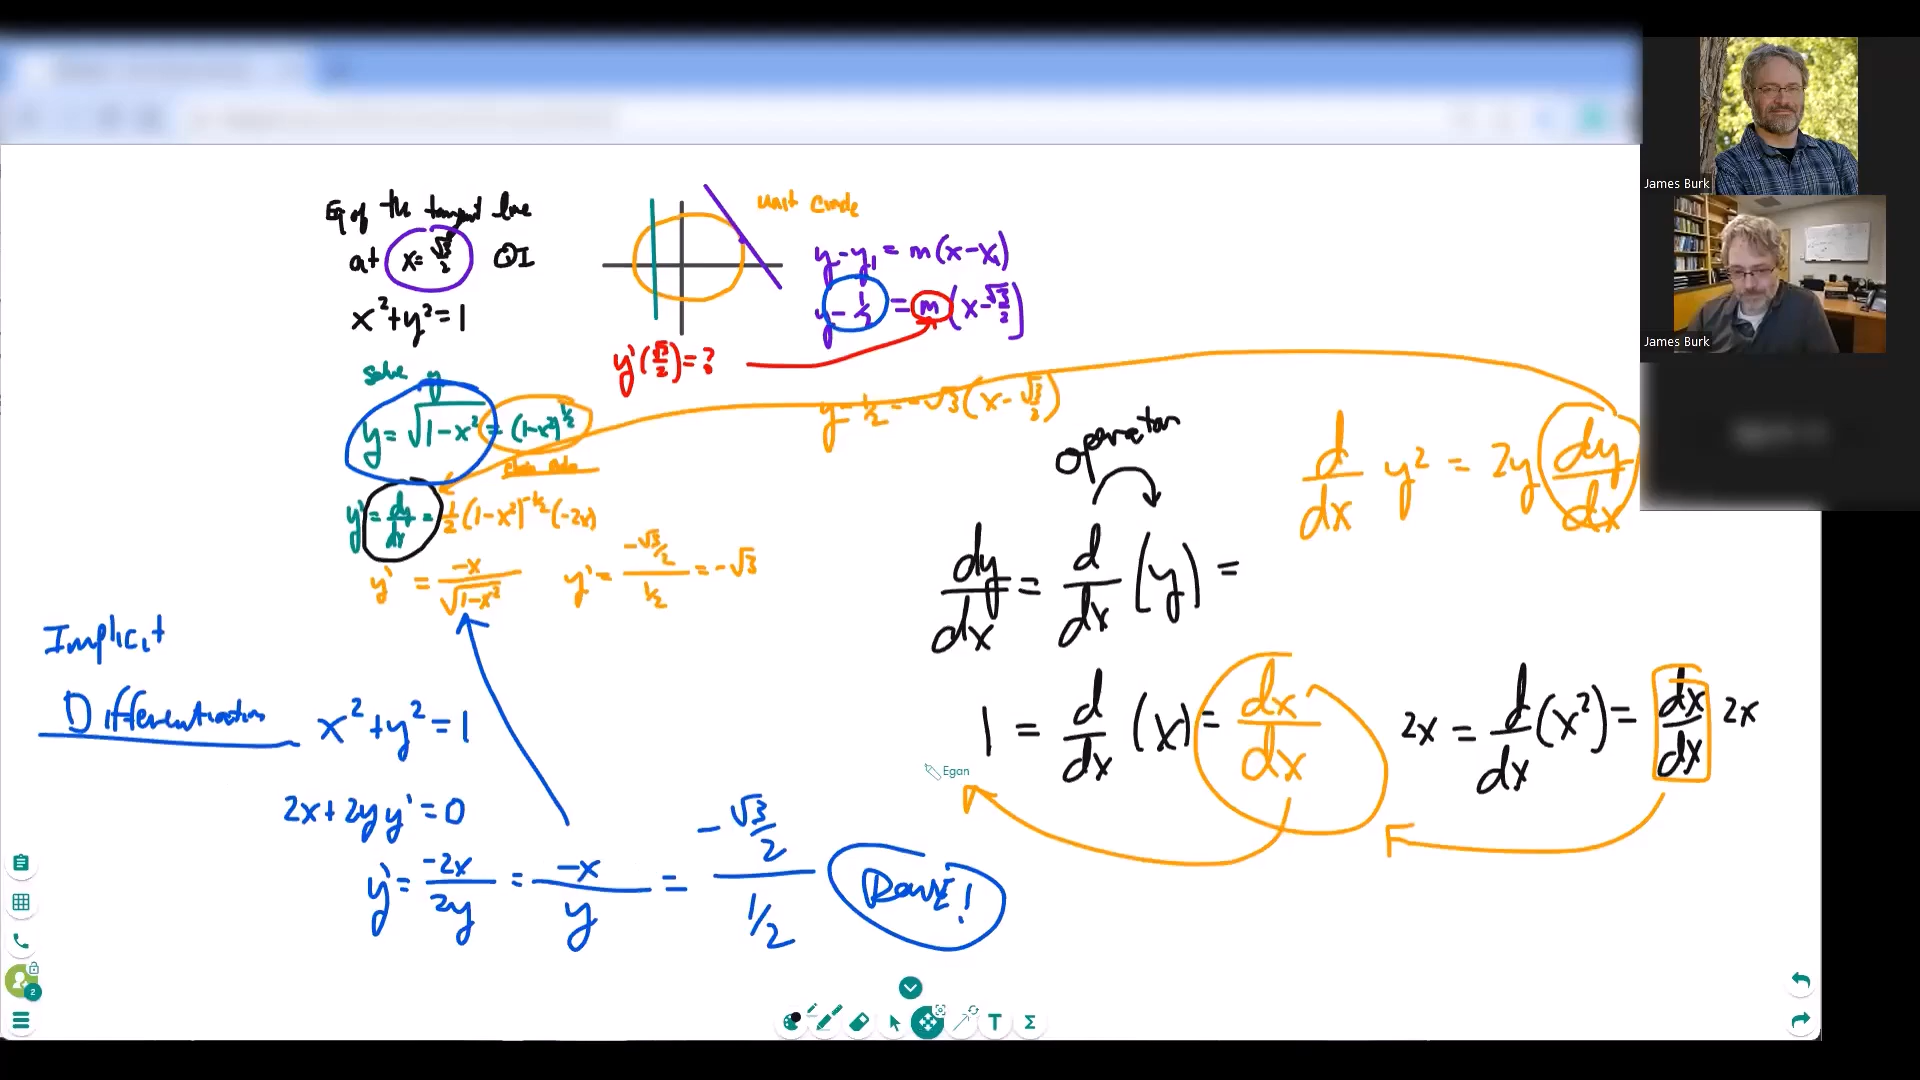 Eq of the tangent line
at x=√3/2 QI
x²+y²=1
unit circle
y-y₁=m(x-x₁)
y-1/2=m(x-√3/2)
y'(√3/2)=?
solve y
y=√1-x²=(1-x²)^1/2
y-1/2=-√3(x-√3/2)
y'=dy/dx=1/2(1-x²)^-1/2(-2x)
y'=-x/√1-x² y'=-√3/2/1/2=-√3
Implicit
Differentiation
x²+y²=1
2x+2yy'=0
y'=-2x/2y=-x/y=-√3/2/1/2
DONE!
operator
d/dx y²=2y dy/dx
dy/dx=d/dx(y)=
1=d/dx(x)=dx/dx
2x=d/dx(x²)=dx/dx 2x
Egan
James Burk
James Burk
2
T
Σ